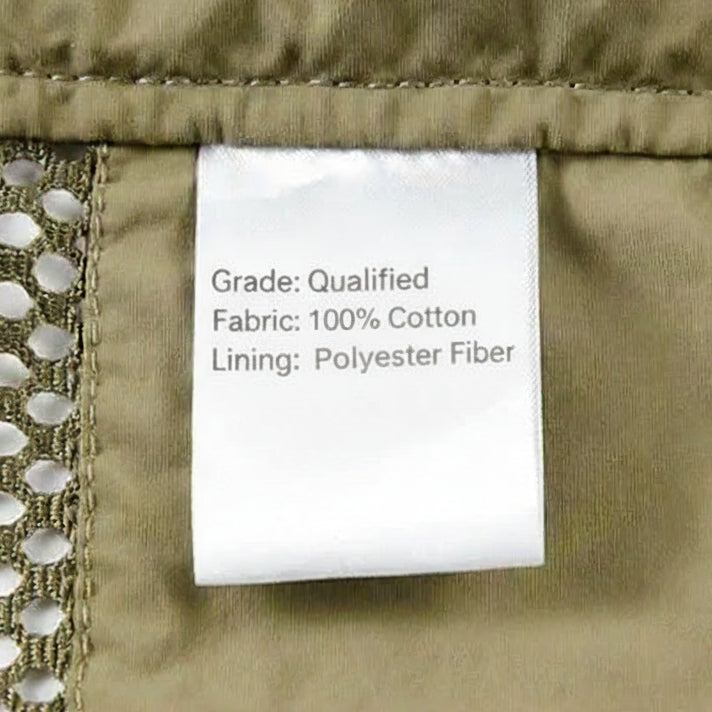 Grade: Qualified
Fabric: 100% Cotton
Lining: Polyester Fiber